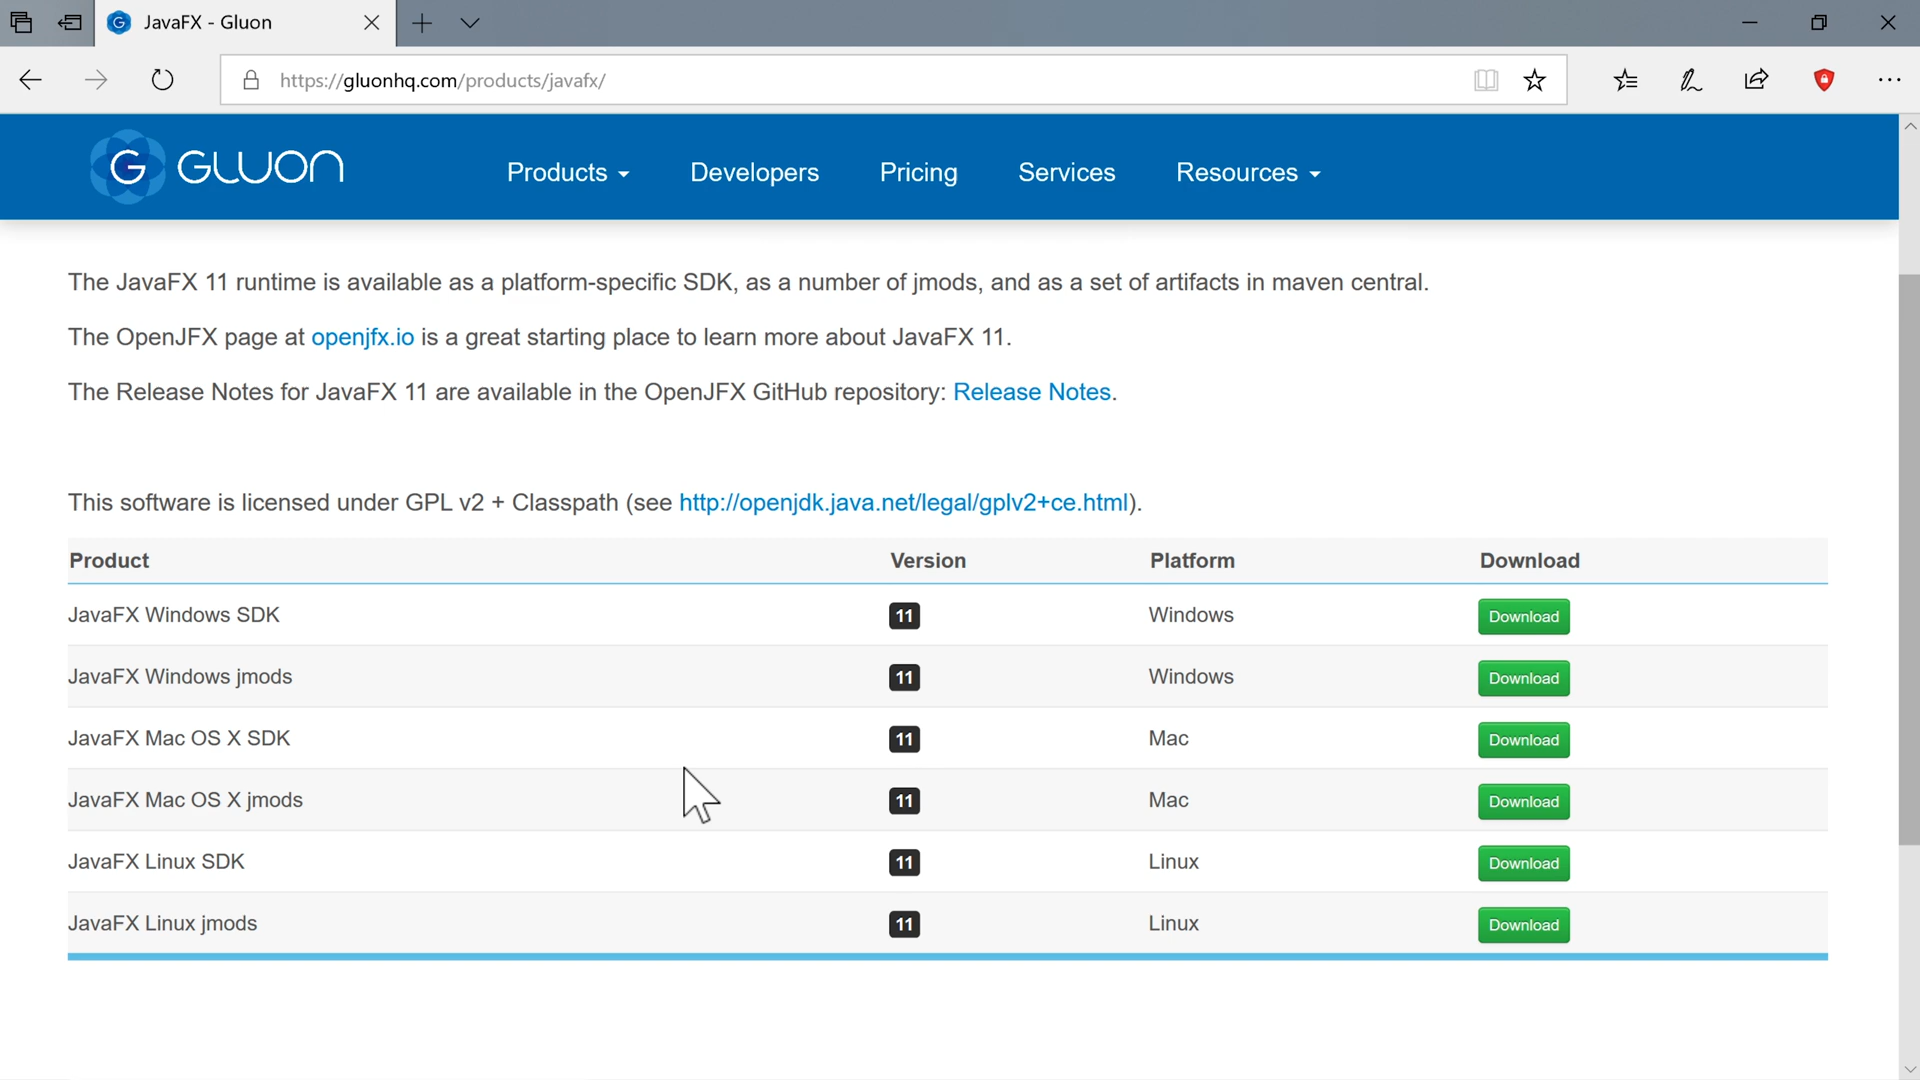 JavaFX - Gluon
https://gluonhq.com/products/javafx/
G GLUON Products Developers Pricing Services Resources
The JavaFX 11 runtime is available as a platform-specific SDK, as a number of jmods, and as a set of artifacts in maven central.
The OpenJFX page at openjfx.io is a great starting place to learn more about JavaFX 11.
The Release Notes for JavaFX 11 are available in the OpenJFX GitHub repository: Release Notes.
This software is licensed under GPL v2 + Classpath (see http://openjdk.java.net/legal/gplv2+ce.html).
Product Version Platform Download
JavaFX Windows SDK 11 Windows Download
JavaFX Windows jmods 11 Windows Download
JavaFX Mac OS X SDK 11 Mac Download
JavaFX Mac OS X jmods 11 Mac Download
JavaFX Linux SDK 11 Linux Download
JavaFX Linux jmods 11 Linux Download